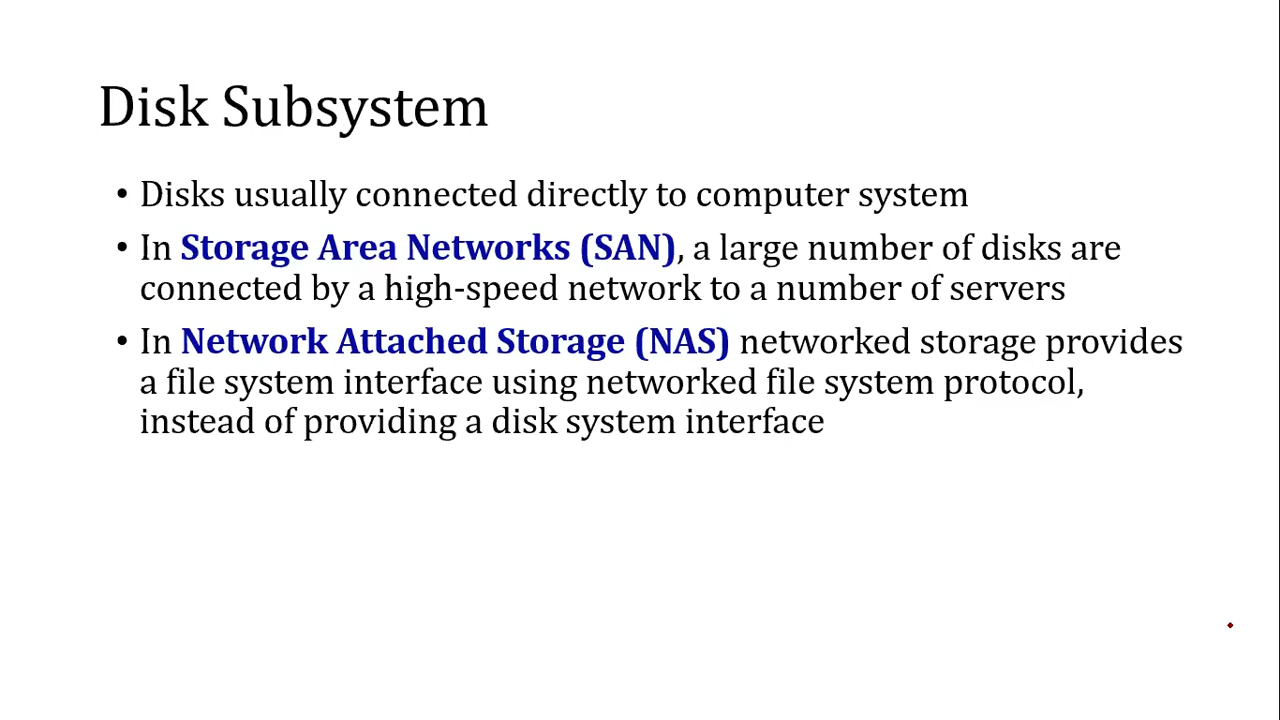 Disk Subsystem
• Disks usually connected directly to computer system
• In Storage Area Networks (SAN), a large number of disks are
connected by a high-speed network to a number of servers
• In Network Attached Storage (NAS) networked storage provides
a file system interface using networked file system protocol,
instead of providing a disk system interface